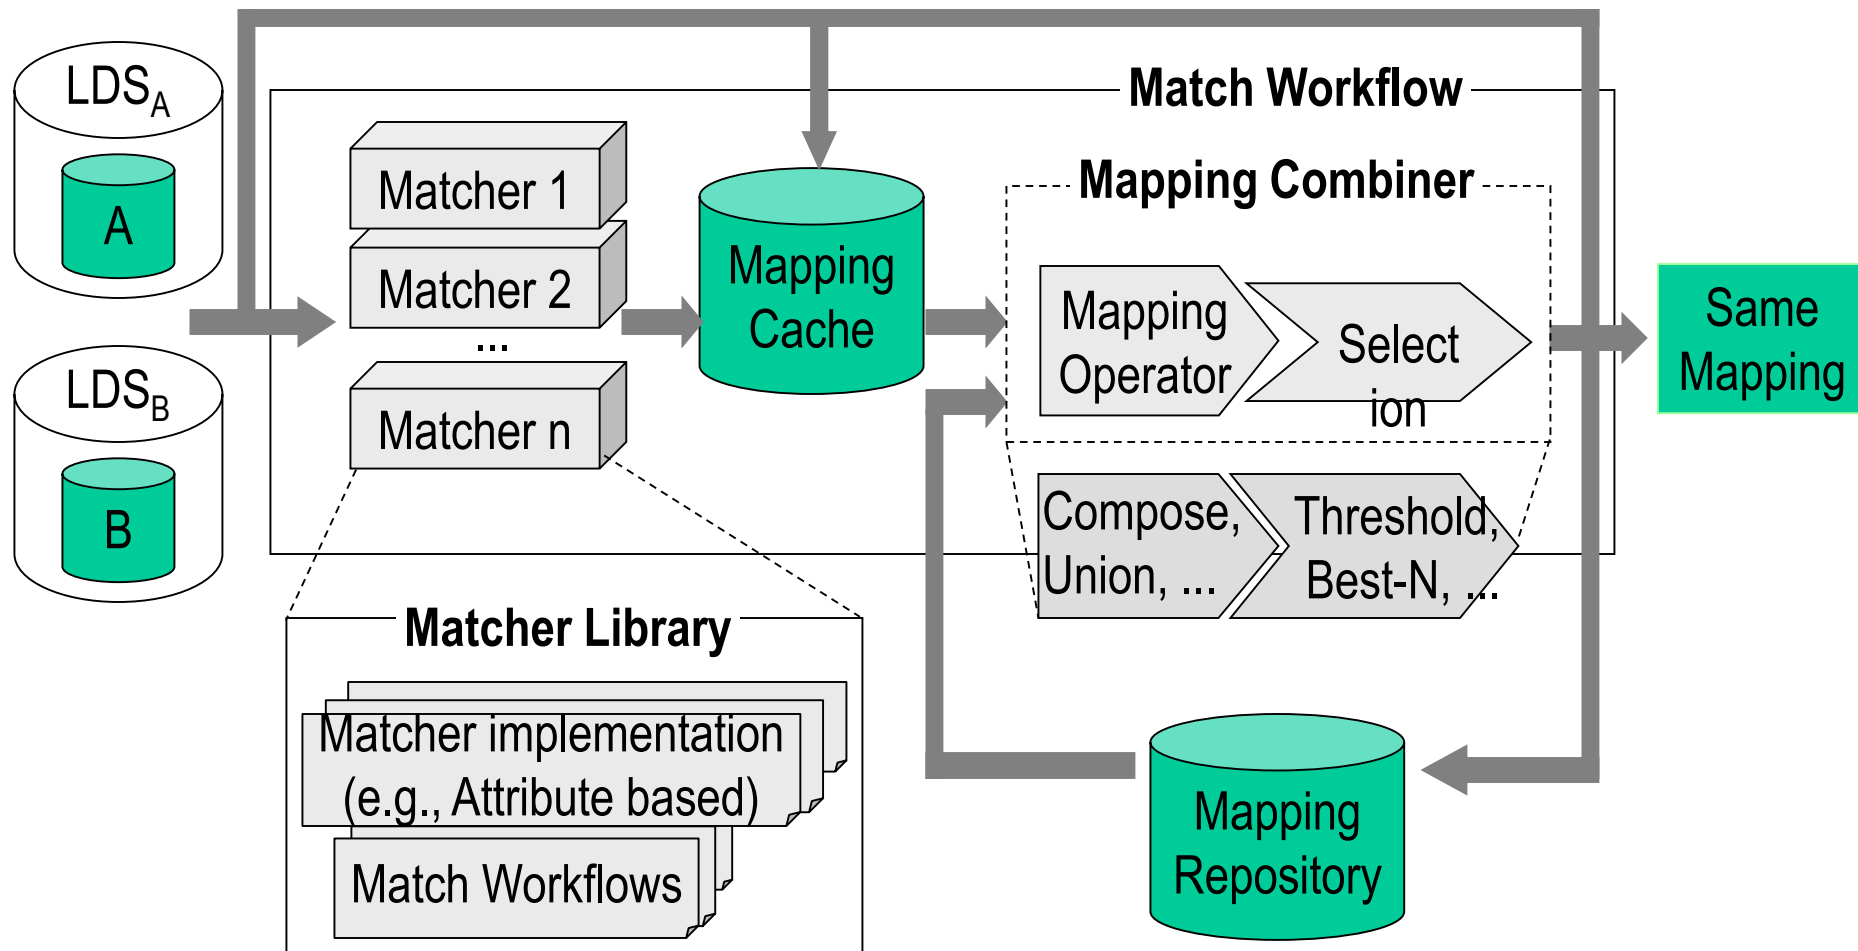 LDSA
A
LDSB
B
Match Workflow
Matcher 1
Matcher 2
...
Matcher n
Mapping
Cache
Mapping Combiner
Mapping
Operator
Select
ion
Compose,
Union, ...
Threshold,
Best-N, ...
Same
Mapping
Matcher Library
Matcher implementation
(e.g., Attribute based)
Match Workflows
Mapping
Repository